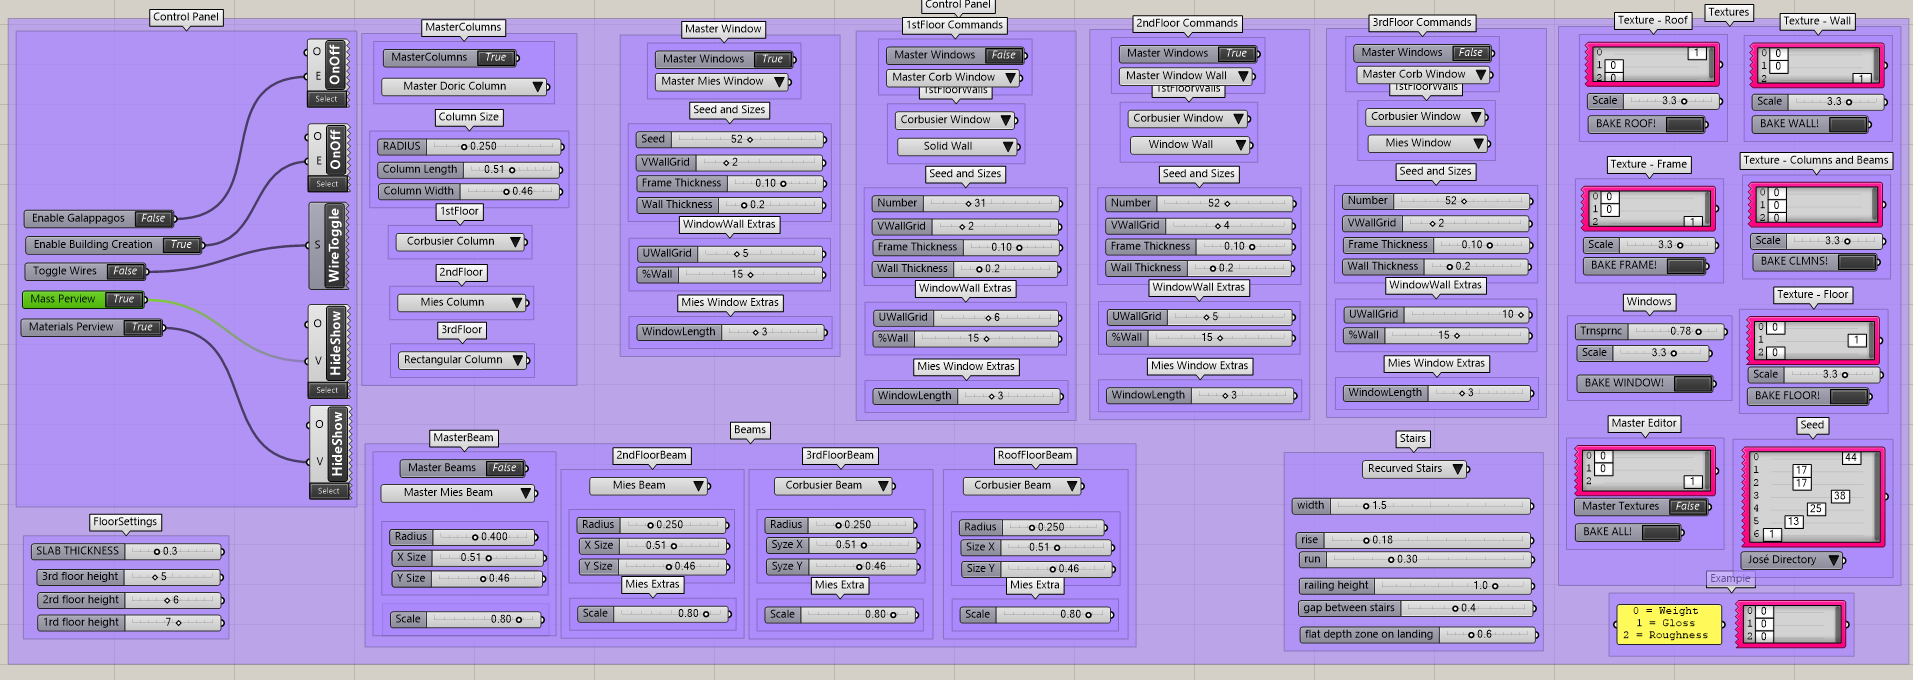 Control Panel
O
E
OnOff
Select
O
E
OnOff
Select
Enable Galappagos False
Enable Building Creation True
Toggle Wires False
Mass Perview True
Materials Perview True
S
WireToggle
O
V
HideShow
Select
O
V
HideShow
Select
FloorSettings
SLAB THICKNESS 0.3
3rd floor height 5
2rd floor height 6
1rd floor height 7
MasterColumns
MasterColumns True
Master Doric Column
Column Size
RADIUS 0.250
Column Length 0.51
Column Width 0.46
1stFloor
Corbusier Column
2ndFloor
Mies Column
3rdFloor
Rectangular Column
Master Window
Master Windows True
Master Mies Window
Seed and Sizes
Seed 52
VWallGrid 2
Frame Thickness 0.10
Wall Thickness 0.2
WindowWall Extras
UWallGrid 5
%Wall 15
Mies Window Extras
WindowLength 3
Control Panel
1stFloor Commands
Master Windows False
Master Corb Window
1stFloorWalls
Corbusier Window
Solid Wall
Seed and Sizes
Number 31
VWallGrid 2
Frame Thickness 0.10
Wall Thickness 0.2
WindowWall Extras
UWallGrid 6
%Wall 15
Mies Window Extras
WindowLength 3
2ndFloor Commands
Master Windows True
Master Window Wall
1stFloorWalls
Corbusier Window
Window Wall
Seed and Sizes
Number 52
VWallGrid 4
Frame Thickness 0.10
Wall Thickness 0.2
WindowWall Extras
UWallGrid 5
%Wall 15
Mies Window Extras
WindowLength 3
3rdFloor Commands
Master Windows False
Master Corb Window
1stFloorWalls
Corbusier Window
Mies Window
Seed and Sizes
Number 52
VWallGrid 2
Frame Thickness 0.10
Wall Thickness 0.2
WindowWall Extras
UWallGrid 10
%Wall 15
Mies Window Extras
WindowLength 3
Beams
MasterBeam
Master Beams False
Master Mies Beam
Radius 0.400
X Size 0.51
Y Size 0.46
Scale 0.80
2ndFloorBeam
Mies Beam
Radius 0.250
X Size 0.51
Y Size 0.46
Mies Extras
Scale 0.80
3rdFloorBeam
Corbusier Beam
Radius 0.250
Syze X 0.51
Syze Y 0.46
Mies Extra
Scale 0.80
RoofFloorBeam
Corbusier Beam
Radius 0.250
Size X 0.51
Size Y 0.46
Mies Extra
Scale 0.80
Stairs
Recurved Stairs
width 1.5
rise 0.18
run 0.30
railing height 1.0
gap between stairs 0.4
flat depth zone on landing 0.6
Textures
Texture - Roof
0 1
1 0
2 0
Scale 3.3
BAKE ROOF!
Texture - Wall
0 0
1 0
2 1
Scale 3.3
BAKE WALL!
Texture - Frame
0 0
1 0
2 1
Scale 3.3
BAKE FRAME!
Texture - Columns and Beams
0 0
1 0
2 0
Scale 3.3
BAKE CLMNS!
Windows
Trnsprnc 0.78
Scale 3.3
BAKE WINDOW!
Texture - Floor
0 0
1 1
2 0
Scale 3.3
BAKE FLOOR!
Master Editor
0 0
1 0
2 1
Master Textures False
BAKE ALL!
Seed
0 44
1 17
2 17
3 38
4 25
5 13
6 1
José Directory
Example
0 = Weight
1 = Gloss
2 = Roughness
0 0
1 0
2 0